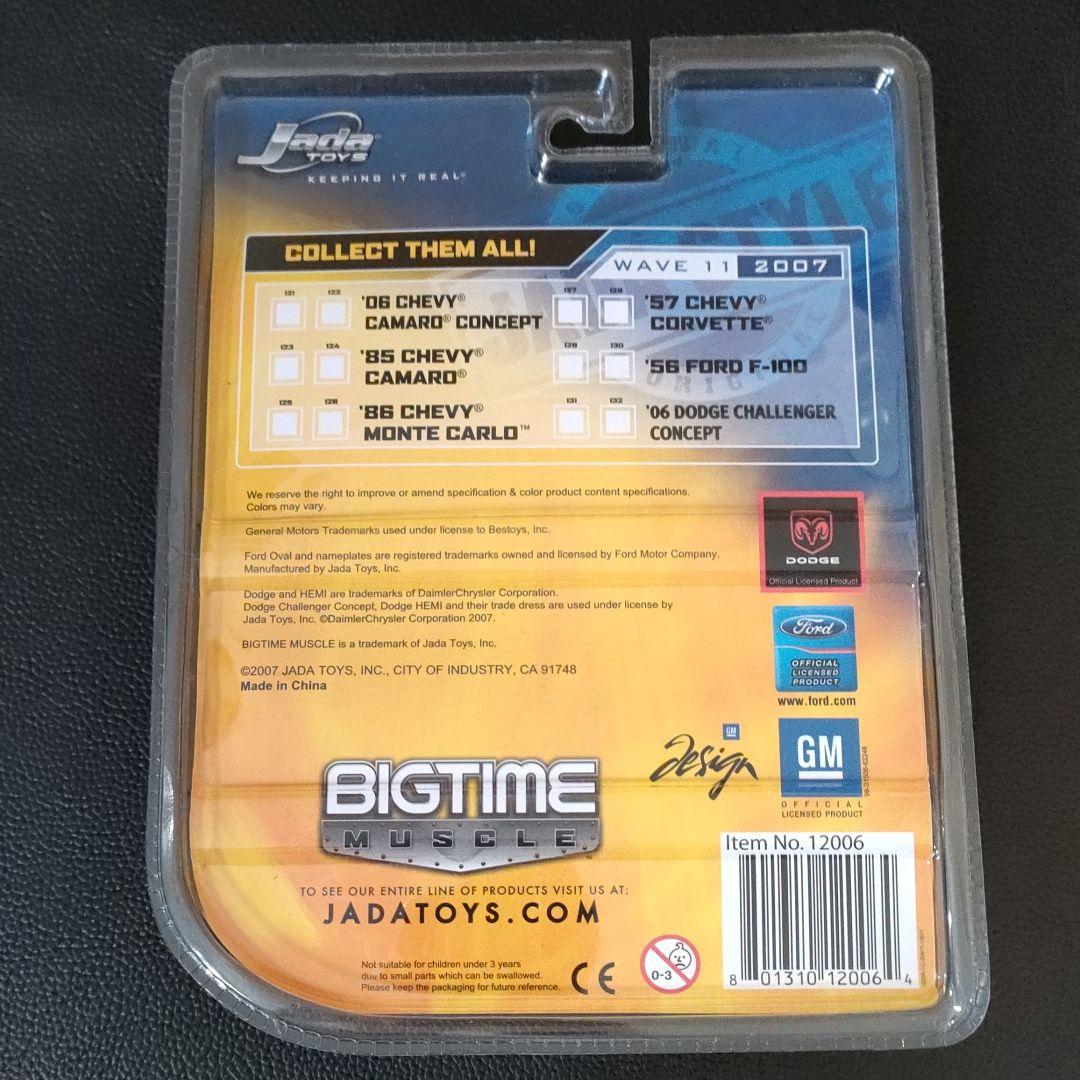 Jada®
TOYS
KEEPING IT REAL®
COLLECT THEM ALL!
WAVE 11 2007
121 122 '06 CHEVY®
CAMARO® CONCEPT
123 124 '85 CHEVY®
CAMARO®
125 126 '86 CHEVY®
MONTE CARLO™
127 128 '57 CHEVY®
CORVETTE®
130 '56 FORD F-100
131 132 '06 DODGE CHALLENGER
CONCEPT
We reserve the right to improve or amend specification & color product content specifications.
Colors may vary.
General Motors Trademarks used under license to Bestoys, Inc.
Ford Oval and nameplates are registered trademarks owned and licensed by Ford Motor Company.
Manufactured by Jada Toys, Inc.
Dodge and HEMI are trademarks of DaimlerChrysler Corporation.
Dodge Challenger Concept, Dodge HEMI and their trade dress are used under license by
Jada Toys, Inc. ©DaimlerChrysler Corporation 2007.
BIGTIME MUSCLE is a trademark of Jada Toys, Inc.
©2007 JADA TOYS, INC., CITY OF INDUSTRY, CA 91748
Made in China
DODGE
Official Licensed Product
Ford
OFFICIAL
LICENSED
PRODUCT
www.ford.com
GM
design
GM
OFFICIAL
LICENSED PRODUCT
BIGTIME
MUSCLE
TO SEE OUR ENTIRE LINE OF PRODUCTS VISIT US AT:
JADATOYS.COM
Not suitable for children under 3 years
due to small parts which can be swallowed.
Please keep the packaging for future reference.
CE
0-3
Item No. 12006
8 01310 12006 4